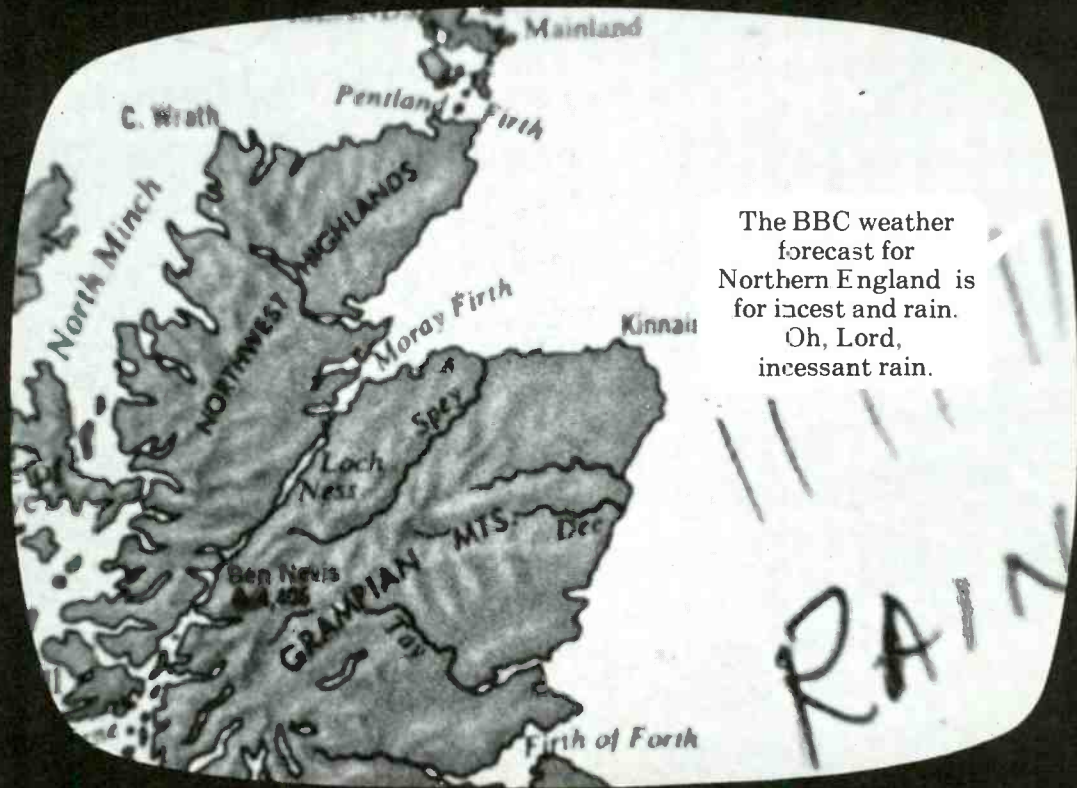 Mainland
Pentland Firth
C. Wrath
North Minch
NORTHWEST HIGHLANDS
The BBC weather
forecast for
Northern England is
for incest and rain.
Oh, Lord,
incessant rain.
Moray Firth
Kinnair
Spey
Loch
Ness
GRAMPIAN MTS.
Dee
Ben Nevis
Tay
RAIN
Firth of Forth